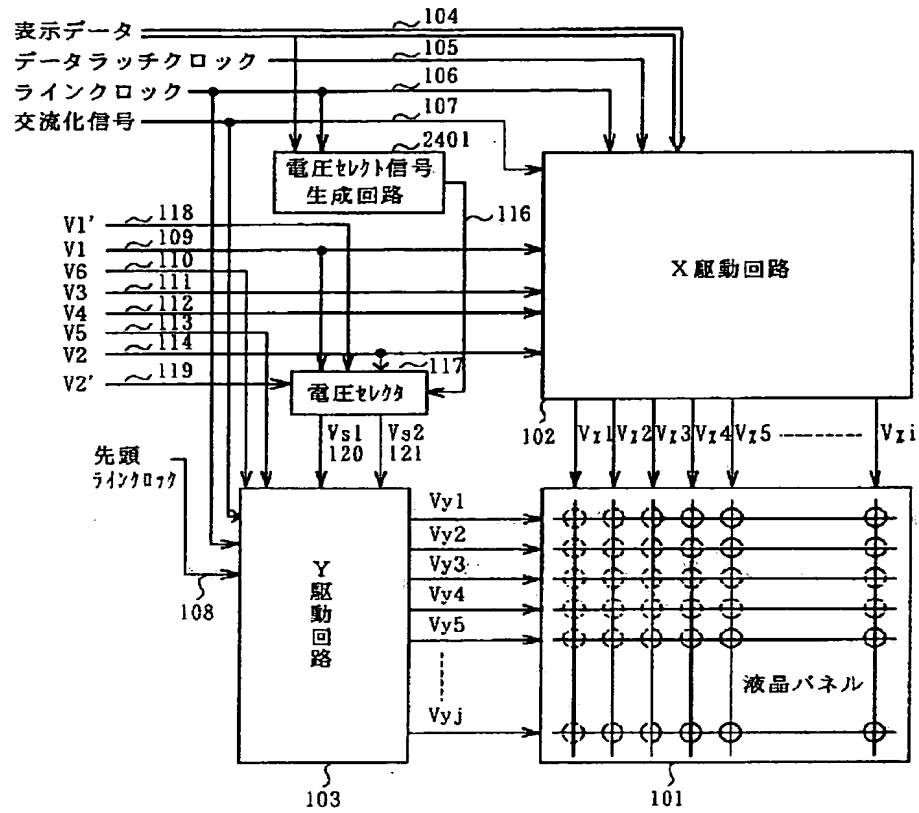 表示データ
104
データラッチクロック
105
ラインクロック
106
交流化信号
107
2401
電圧セレクト信号
生成回路
116
V1'
118
V1
109
V6
110
V3
111
V4
112
V5
113
V2
114
V2'
119
117
電圧セレクタ
X駆動回路
102
Vs1
120
Vs2
121
Vx1
Vx2
Vx3
Vx4
Vx5
Vxi
先頭
ラインクロック
108
Y駆動回路
103
Vy1
Vy2
Vy3
Vy4
Vy5
Vyj
液晶パネル
101